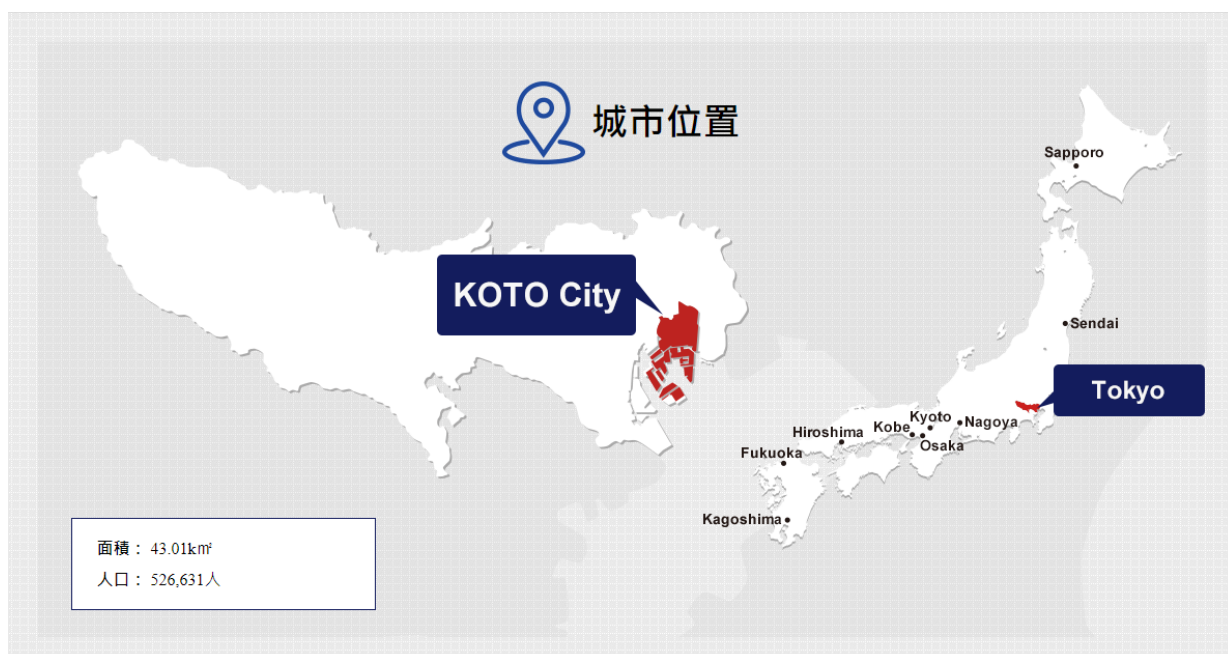 城市位置
KOTO City
Sapporo
Sendai
Tokyo
Kyoto
Kobe
Nagoya
Hiroshima
Osaka
Fukuoka
Kagoshima
面積： 43.01k㎡
人口： 526,631人